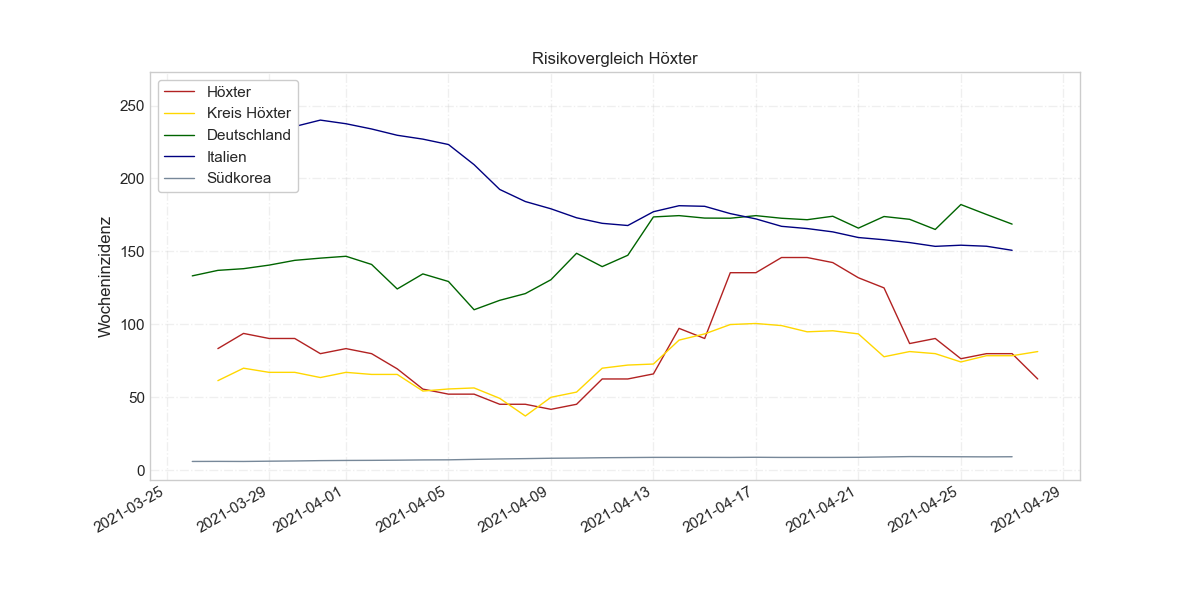 Risikovergleich Höxter
Höxter
Kreis Höxter
Deutschland
Italien
Südkorea
Wocheninzidenz
250
200
150
100
50
0
2021-03-25
2021-03-29
2021-04-01
2021-04-05
2021-04-09
2021-04-13
2021-04-17
2021-04-21
2021-04-25
2021-04-29